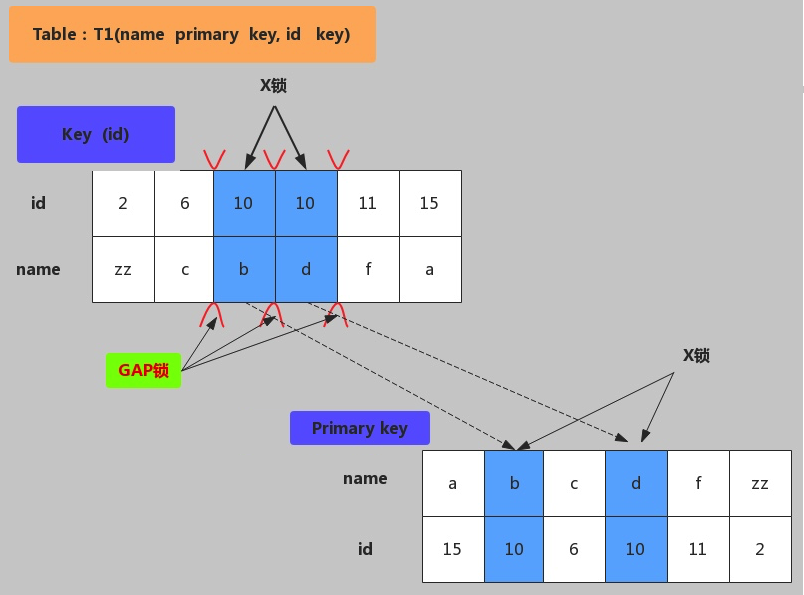 Table : T1(name primary key, id key)
X锁
Key (id)
id 2 6 10 10 11 15
name zz c b d f a
GAP锁
X锁
Primary key
name a b c d f zz
id 15 10 6 10 11 2